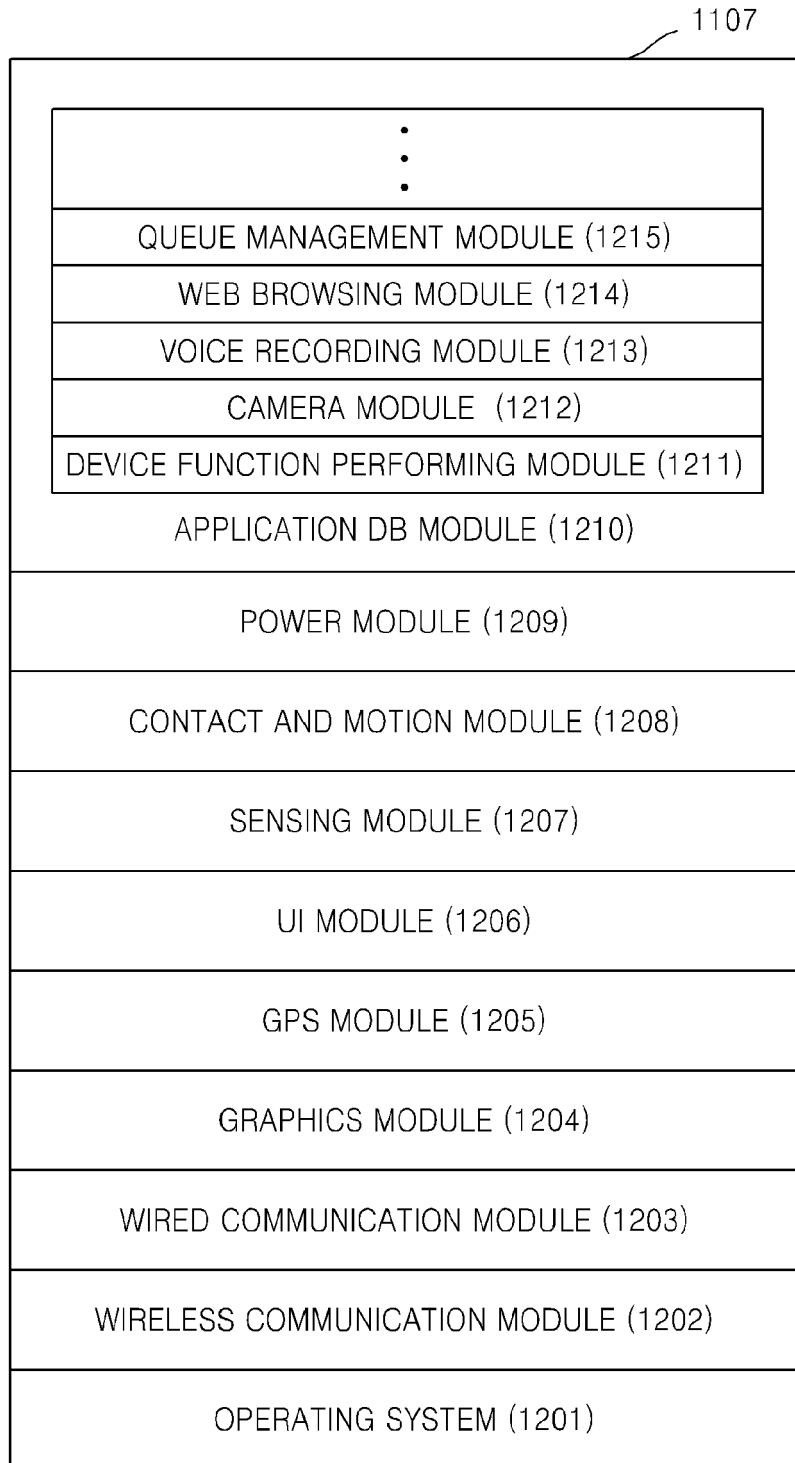 1107
QUEUE MANAGEMENT MODULE (1215)
WEB BROWSING MODULE (1214)
VOICE RECORDING MODULE (1213)
CAMERA MODULE (1212)
DEVICE FUNCTION PERFORMING MODULE (1211)
APPLICATION DB MODULE (1210)
POWER MODULE (1209)
CONTACT AND MOTION MODULE (1208)
SENSING MODULE (1207)
UI MODULE (1206)
GPS MODULE (1205)
GRAPHICS MODULE (1204)
WIRED COMMUNICATION MODULE (1203)
WIRELESS COMMUNICATION MODULE (1202)
OPERATING SYSTEM (1201)